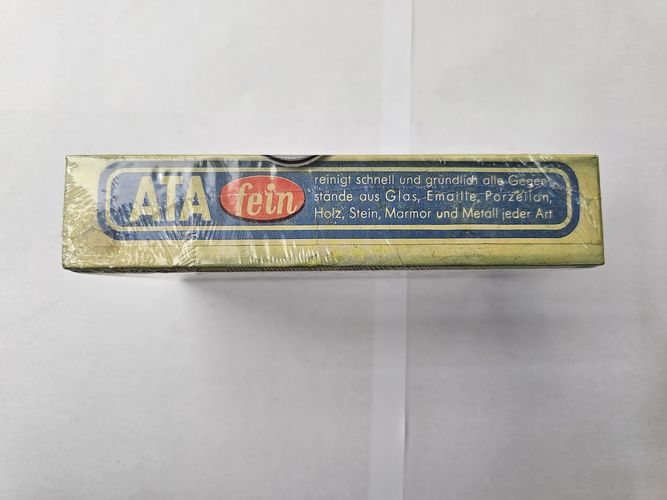 ATA fein
reinigt schnell und gründlich alle Gegen
stände aus Glas, Emaille, Porzellan,
Holz, Stein, Marmor und Metall jeder Art